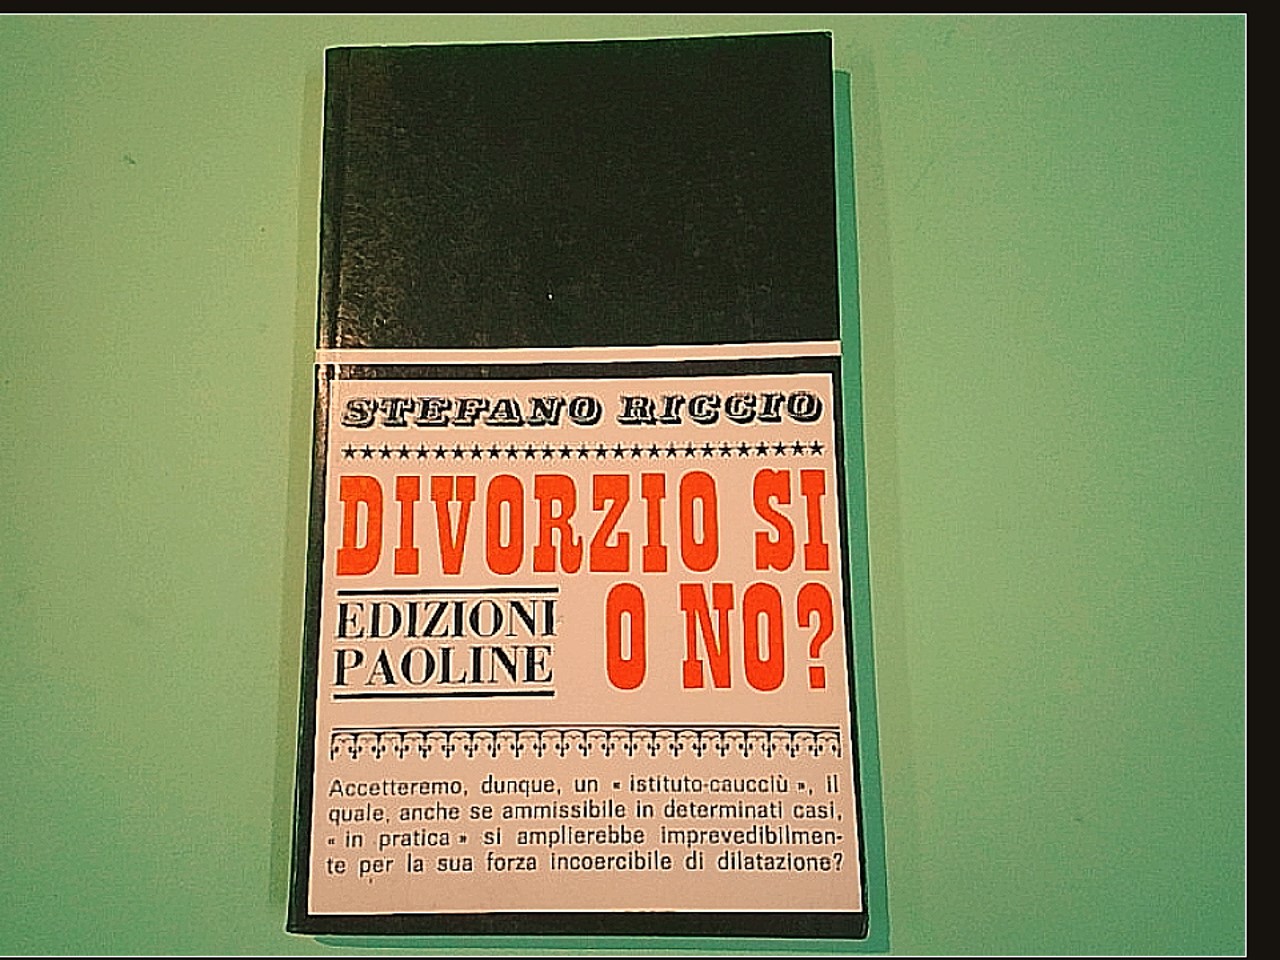 STEFANO RICCIO
DIVORZIO SI
O NO?
EDIZIONI
PAOLINE
Accetteremo, dunque, un « istituto-caucciù », il
quale, anche se ammissibile in determinati casi,
« in pratica » si amplierebbe imprevedibilmen-
te per la sua forza incoercibile di dilatazione?